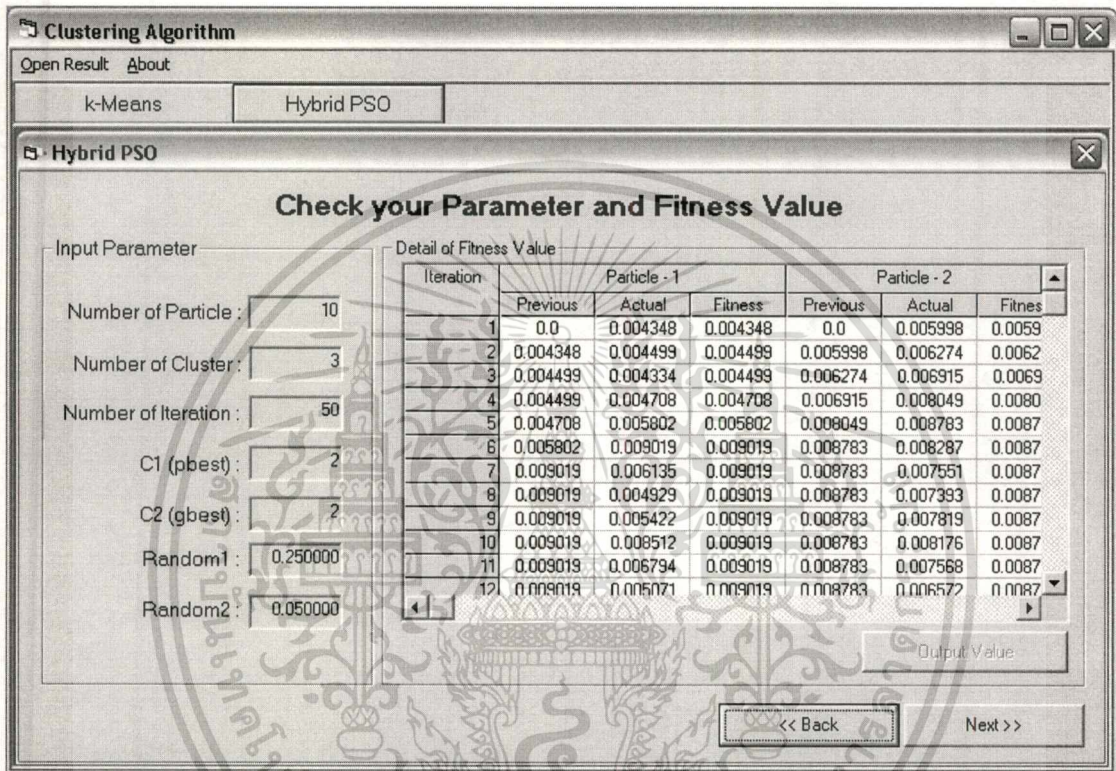 Clustering Algorithm
Open Result About
k-Means Hybrid PSO
Hybrid PSO
Check your Parameter and Fitness Value
Input Parameter
Number of Particle : 10
Number of Cluster : 3
Number of Iteration : 50
C1 (pbest) : 2
C2 (gbest) : 2
Random1 : 0.250000
Random2 : 0.050000
Detail of Fitness Value
Iteration Particle - 1 Particle - 2
Previous Actual Fitness Previous Actual Fitnes
1 0.0 0.004348 0.004348 0.0 0.005998 0.0059
2 0.004348 0.004499 0.004499 0.005998 0.006274 0.0062
3 0.004499 0.004334 0.004499 0.006274 0.006915 0.0069
4 0.004499 0.004708 0.004708 0.006915 0.008049 0.0080
5 0.004708 0.005802 0.005802 0.008049 0.008783 0.0087
6 0.005802 0.009019 0.009019 0.008783 0.008287 0.0087
7 0.009019 0.006135 0.009019 0.008783 0.007551 0.0087
8 0.009019 0.004929 0.009019 0.008783 0.007393 0.0087
9 0.009019 0.005422 0.009019 0.008783 0.007819 0.0087
10 0.009019 0.008512 0.009019 0.008783 0.008176 0.0087
11 0.009019 0.006794 0.009019 0.008783 0.007568 0.0087
12 0.009019 0.005071 0.009019 0.008783 0.006572 0.0087
Output Value
<< Back Next >>